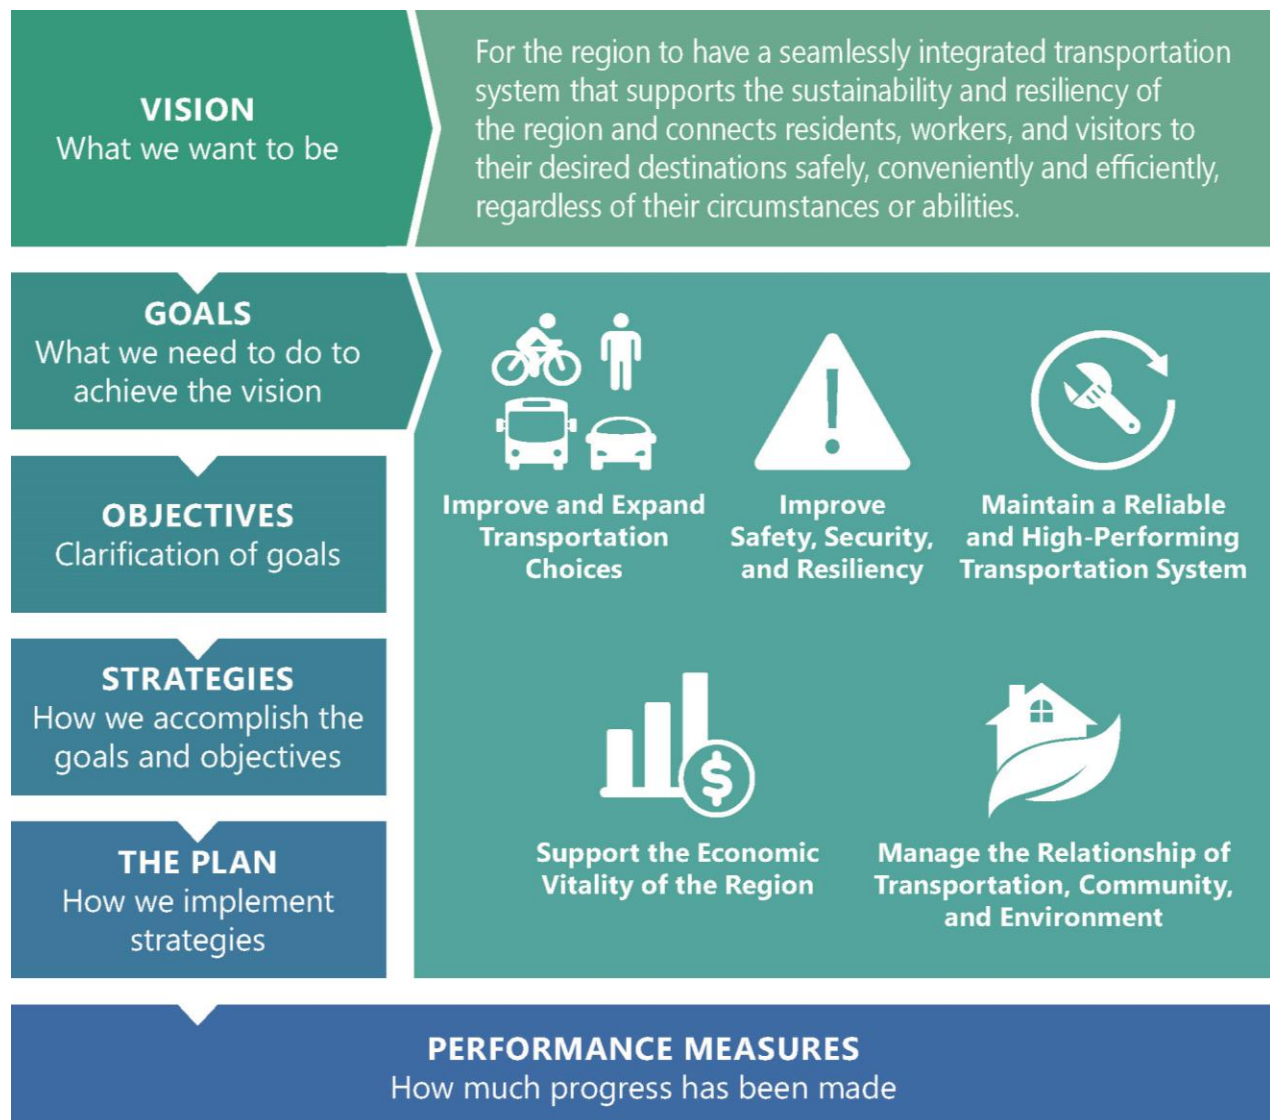 VISION
What we want to be
For the region to have a seamlessly integrated transportation
system that supports the sustainability and resiliency of
the region and connects residents, workers, and visitors to
their desired destinations safely, conveniently and efficiently,
regardless of their circumstances or abilities.
GOALS
What we need to do to
achieve the vision
Improve and Expand
Transportation
Choices
Improve
Safety, Security,
and Resiliency
Maintain a Reliable
and High-Performing
Transportation System
Support the Economic
Vitality of the Region
Manage the Relationship of
Transportation, Community,
and Environment
OBJECTIVES
Clarification of goals
STRATEGIES
How we accomplish the
goals and objectives
THE PLAN
How we implement
strategies
PERFORMANCE MEASURES
How much progress has been made